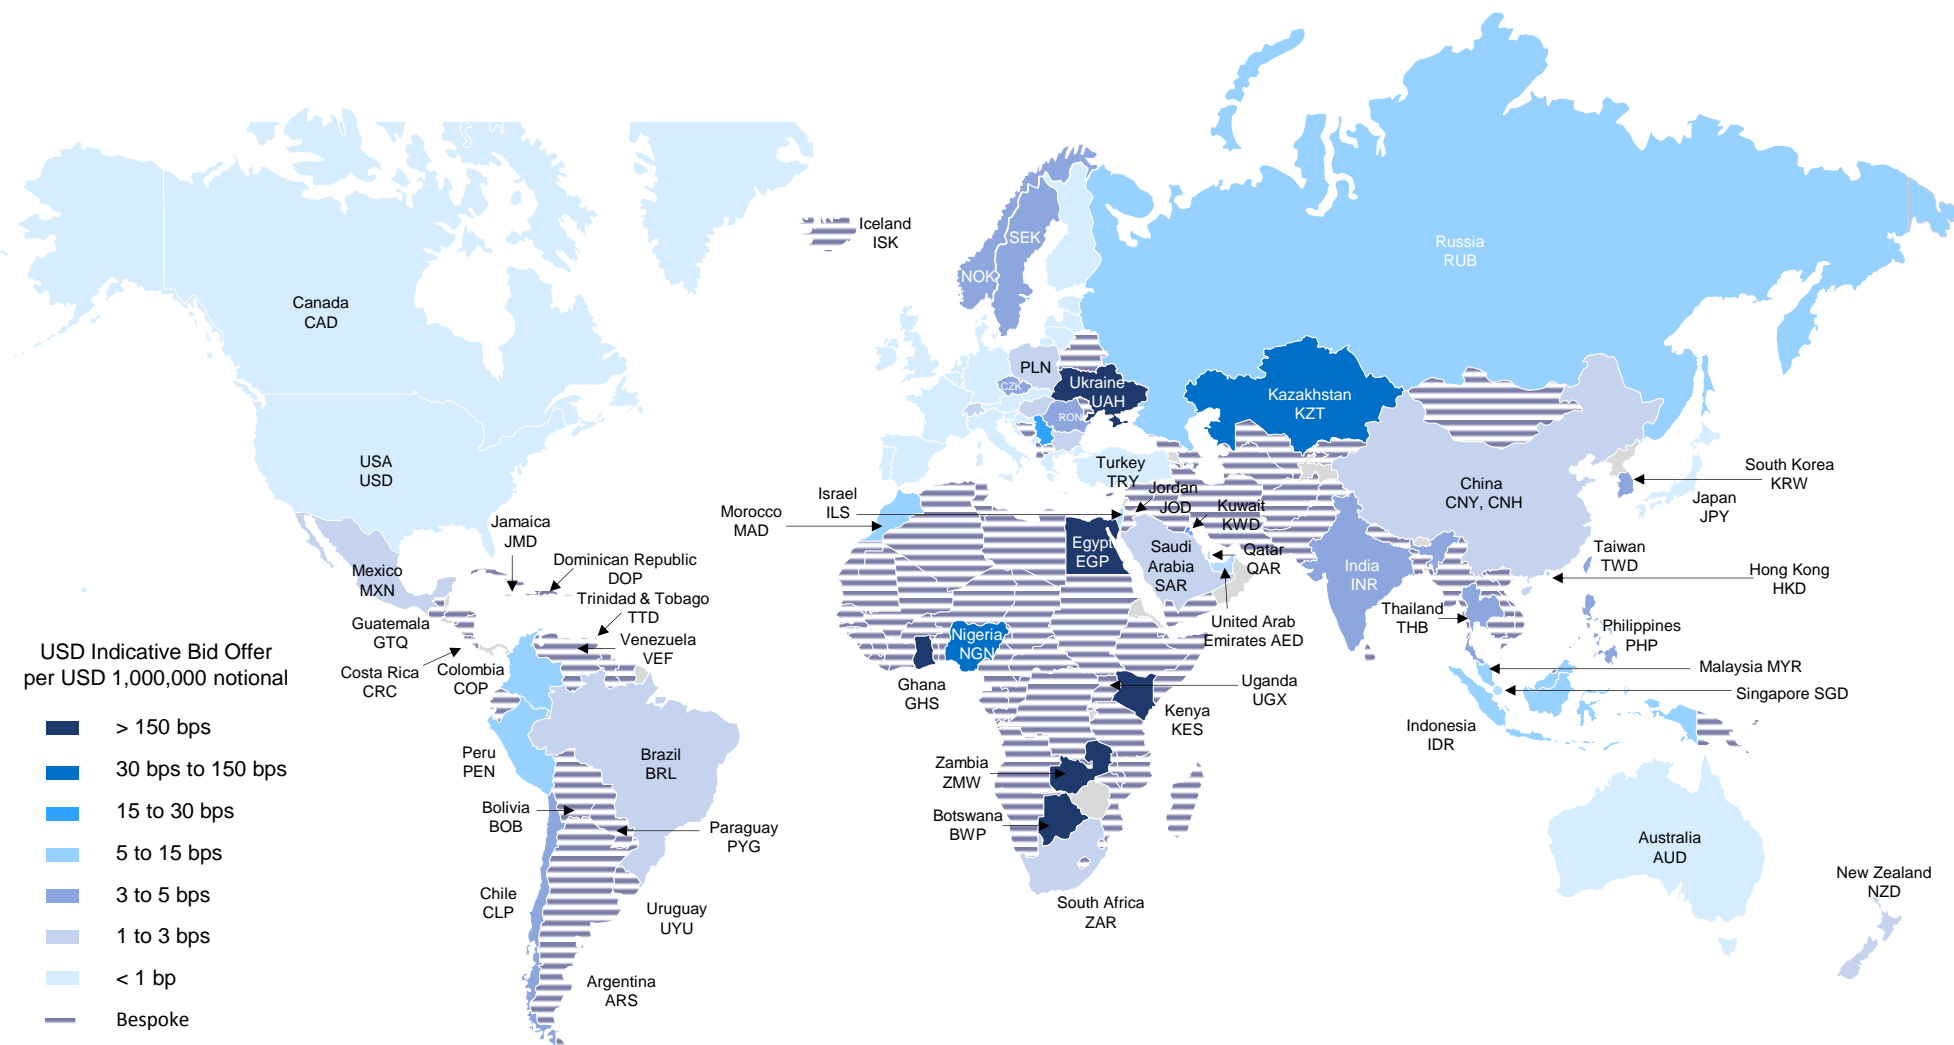 Canada
CAD
USA
USD
Mexico
MXN
Guatemala
GTQ
Costa Rica
CRC
Colombia
COP
Jamaica
JMD
Dominican Republic
DOP
Trinidad & Tobago
TTD
Venezuela
VEF
Peru
PEN
Brazil
BRL
Bolivia
BOB
Paraguay
PYG
Chile
CLP
Uruguay
UYU
Argentina
ARS
Iceland
ISK
NOK
SEK
PLN
CZK
RON
Ukraine
UAH
Russia
RUB
Kazakhstan
KZT
Turkey
TRY
Israel
ILS
Morocco
MAD
Jordan
JOD
Kuwait
KWD
Egypt
EGP
Saudi
Arabia
SAR
Qatar
QAR
United Arab
Emirates AED
Nigeria
NGN
Ghana
GHS
Uganda
UGX
Kenya
KES
Zambia
ZMW
Botswana
BWP
South Africa
ZAR
India
INR
China
CNY, CNH
South Korea
KRW
Japan
JPY
Taiwan
TWD
Hong Kong
HKD
Thailand
THB
Philippines
PHP
Malaysia MYR
Singapore SGD
Indonesia
IDR
Australia
AUD
New Zealand
NZD
USD Indicative Bid Offer
per USD 1,000,000 notional
> 150 bps
30 bps to 150 bps
15 to 30 bps
5 to 15 bps
3 to 5 bps
1 to 3 bps
< 1 bp
Bespoke